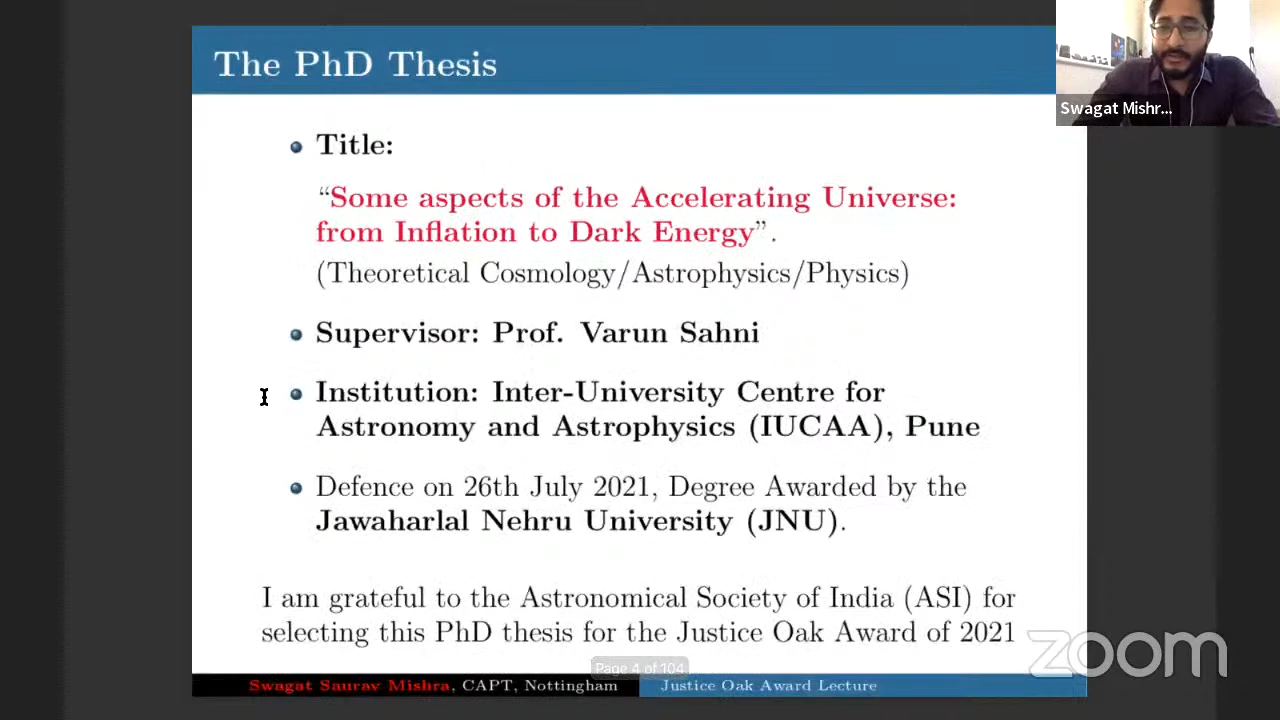 The PhD Thesis
Swagat Mishr...
Title:
“Some aspects of the Accelerating Universe:
from Inflation to Dark Energy”.
(Theoretical Cosmology/Astrophysics/Physics)
Supervisor: Prof. Varun Sahni
Institution: Inter-University Centre for
Astronomy and Astrophysics (IUCAA), Pune
Defence on 26th July 2021, Degree Awarded by the
Jawaharlal Nehru University (JNU).
I am grateful to the Astronomical Society of India (ASI) for
selecting this PhD thesis for the Justice Oak Award of 2021
zoom
Page 4 of 104
Swagat Saurav Mishra, CAPT, Nottingham
Justice Oak Award Lecture